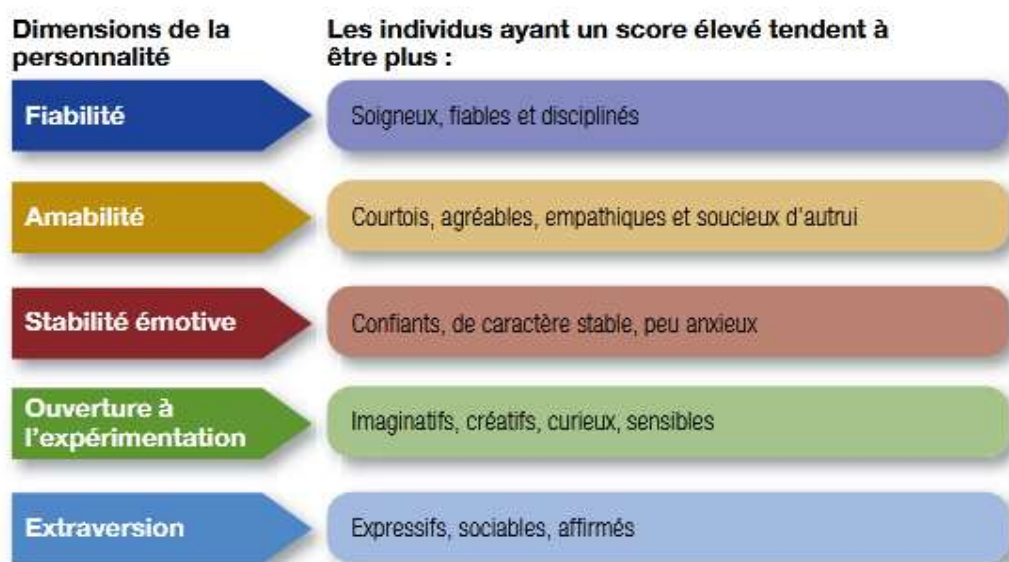 Dimensions de la
personnalité
Les individus ayant un score élevé tendent à
être plus :
Fiabilité
Soigneux, fiables et disciplinés
Amabilité
Courtois, agréables, empathiques et soucieux d'autrui
Stabilité émotive
Confiants, de caractère stable, peu anxieux
Ouverture à
l'expérimentation
Imaginatifs, créatifs, curieux, sensibles
Extraversion
Expressifs, sociables, affirmés